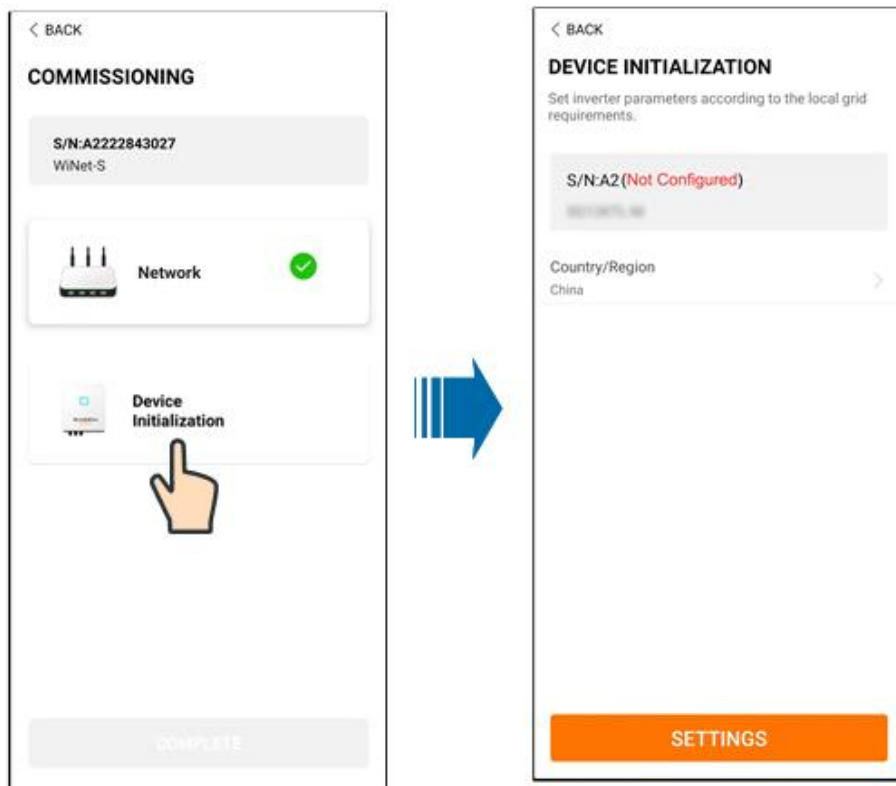 < BACK
COMMISSIONING
S/N:A2222843027
WiNet-S
Network
Device
Initialization
COMPLETE
< BACK
DEVICE INITIALIZATION
Set inverter parameters according to the local grid
requirements.
S/N:A2(Not Configured)
Country/Region
China
SETTINGS